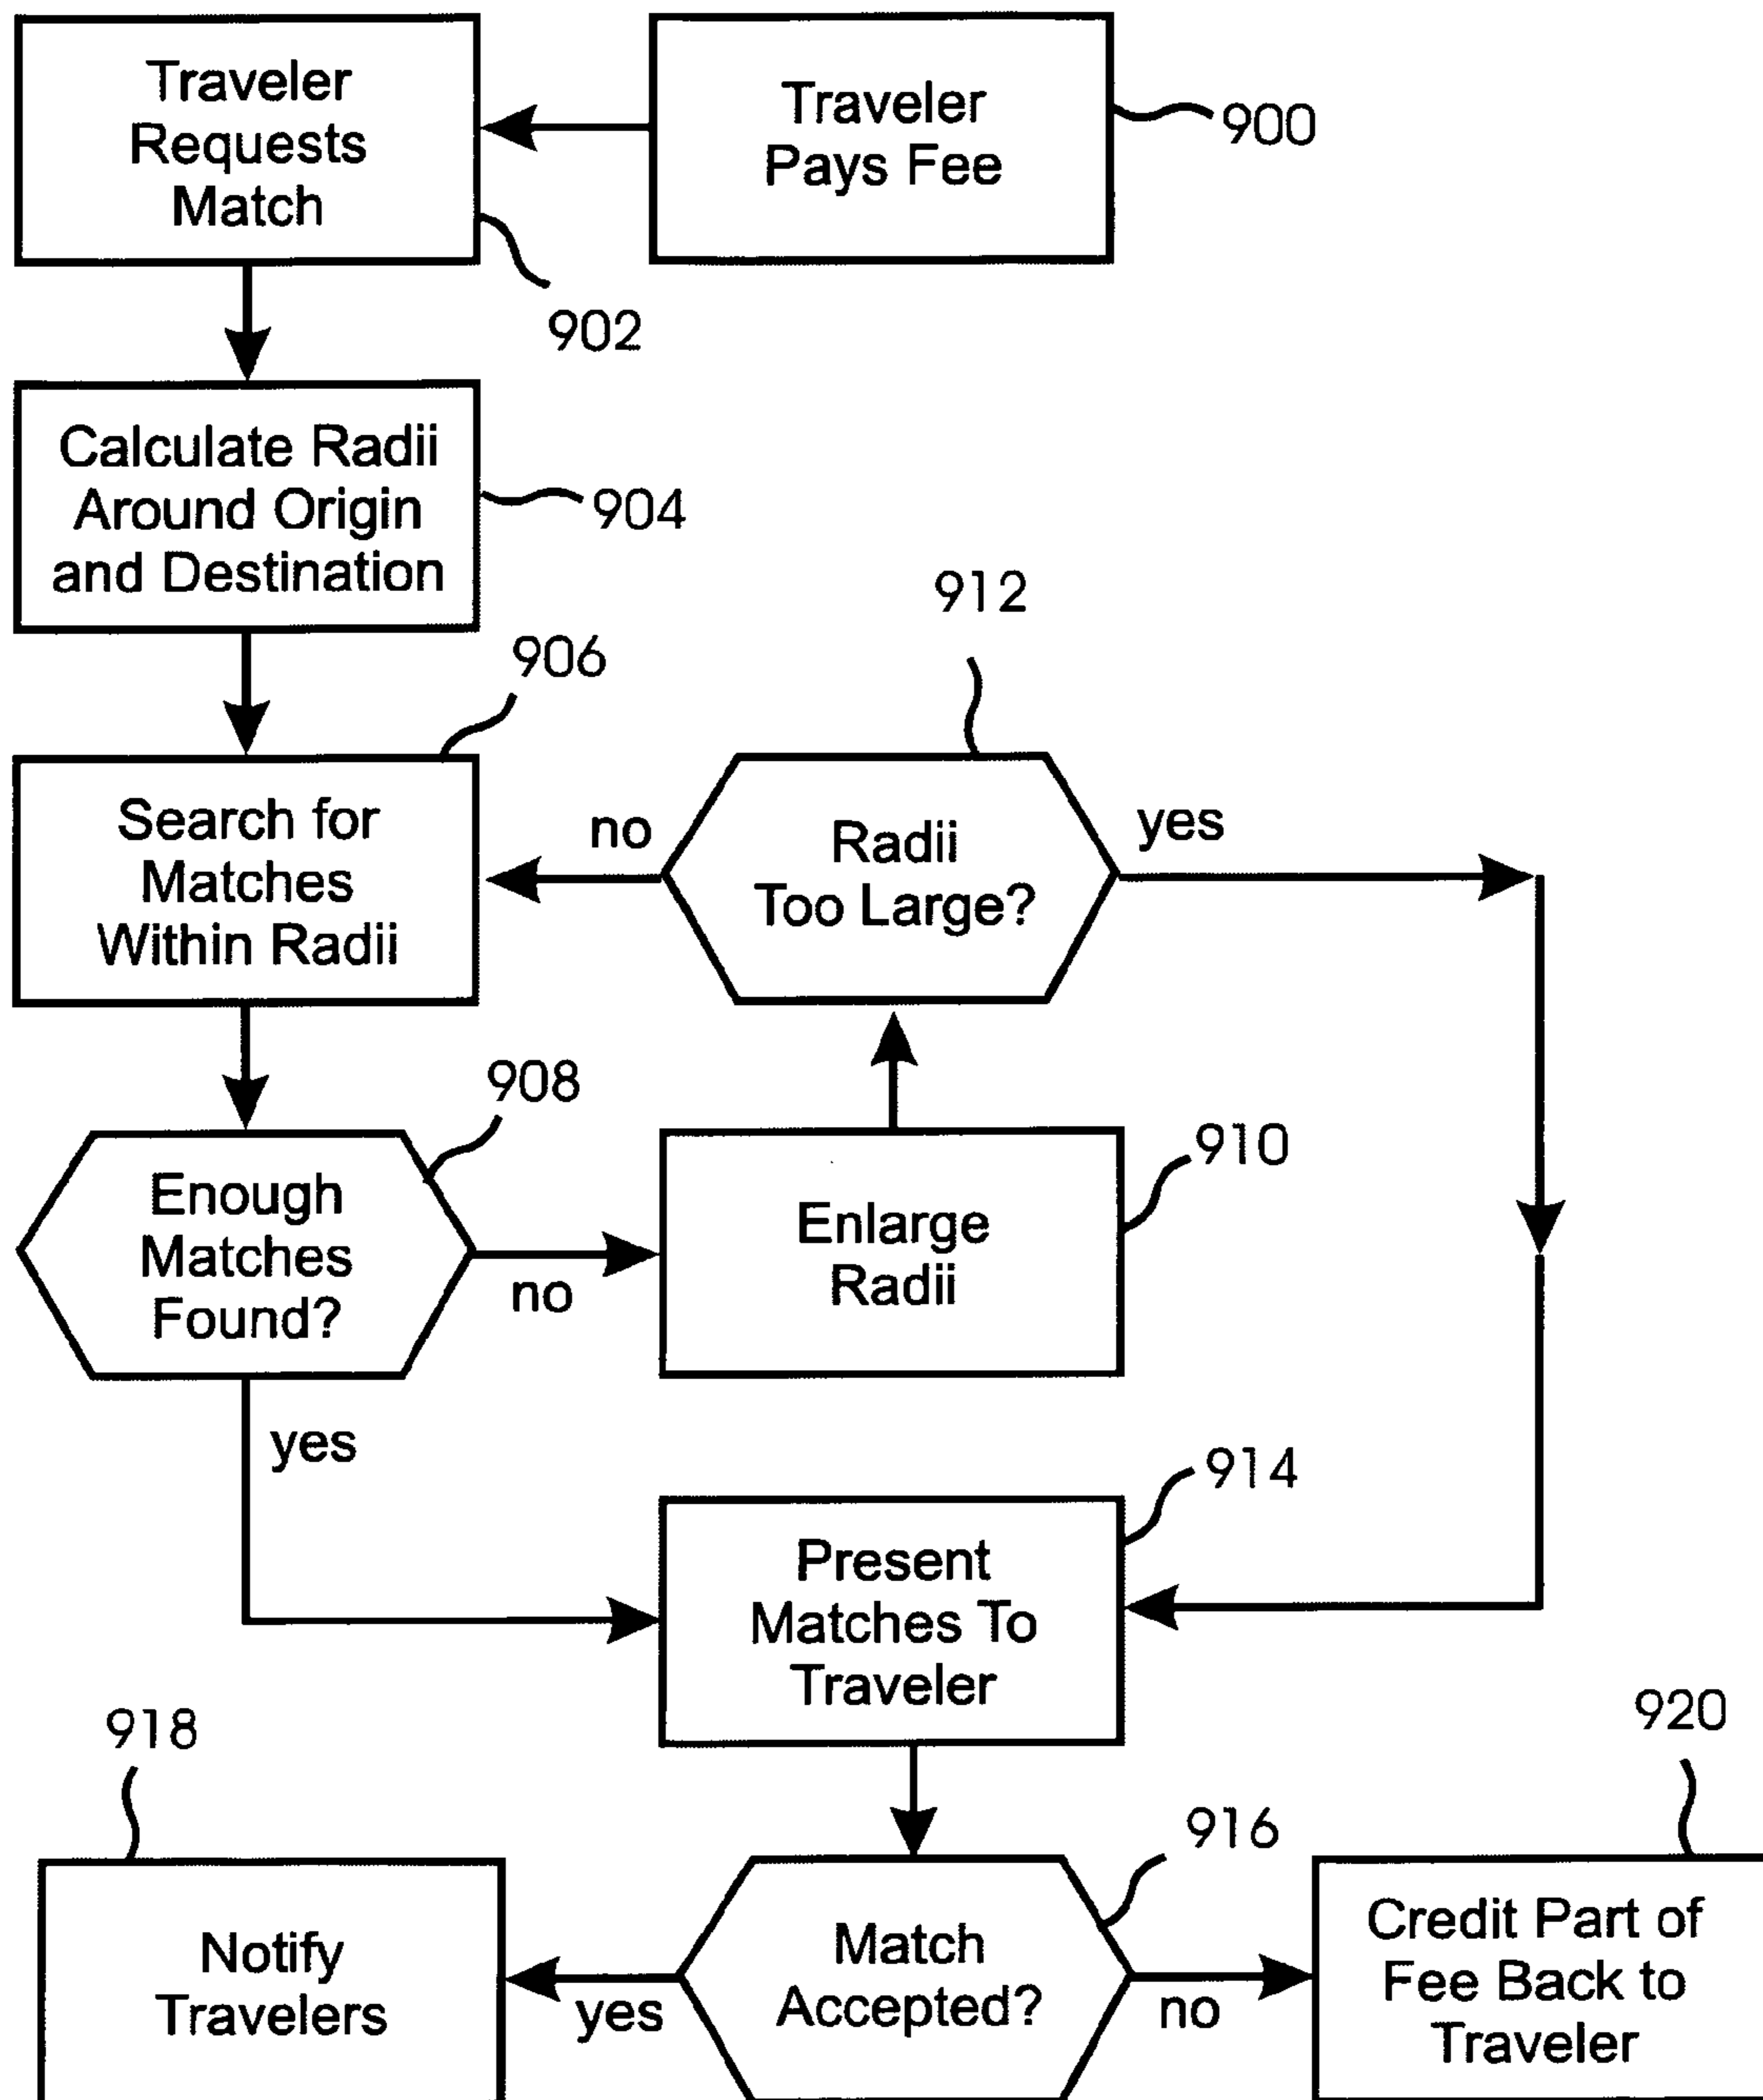 Traveler
Requests
Match
Traveler
Pays Fee
900
902
Calculate Radii
Around Origin
and Destination
904
906
912
Search for
Matches
Within Radii
no
Radii
Too Large?
yes
908
Enough
Matches
Found?
no
Enlarge
Radii
910
yes
914
Present
Matches To
Traveler
918
920
916
Notify
Travelers
yes
Match
Accepted?
no
Credit Part of
Fee Back to
Traveler